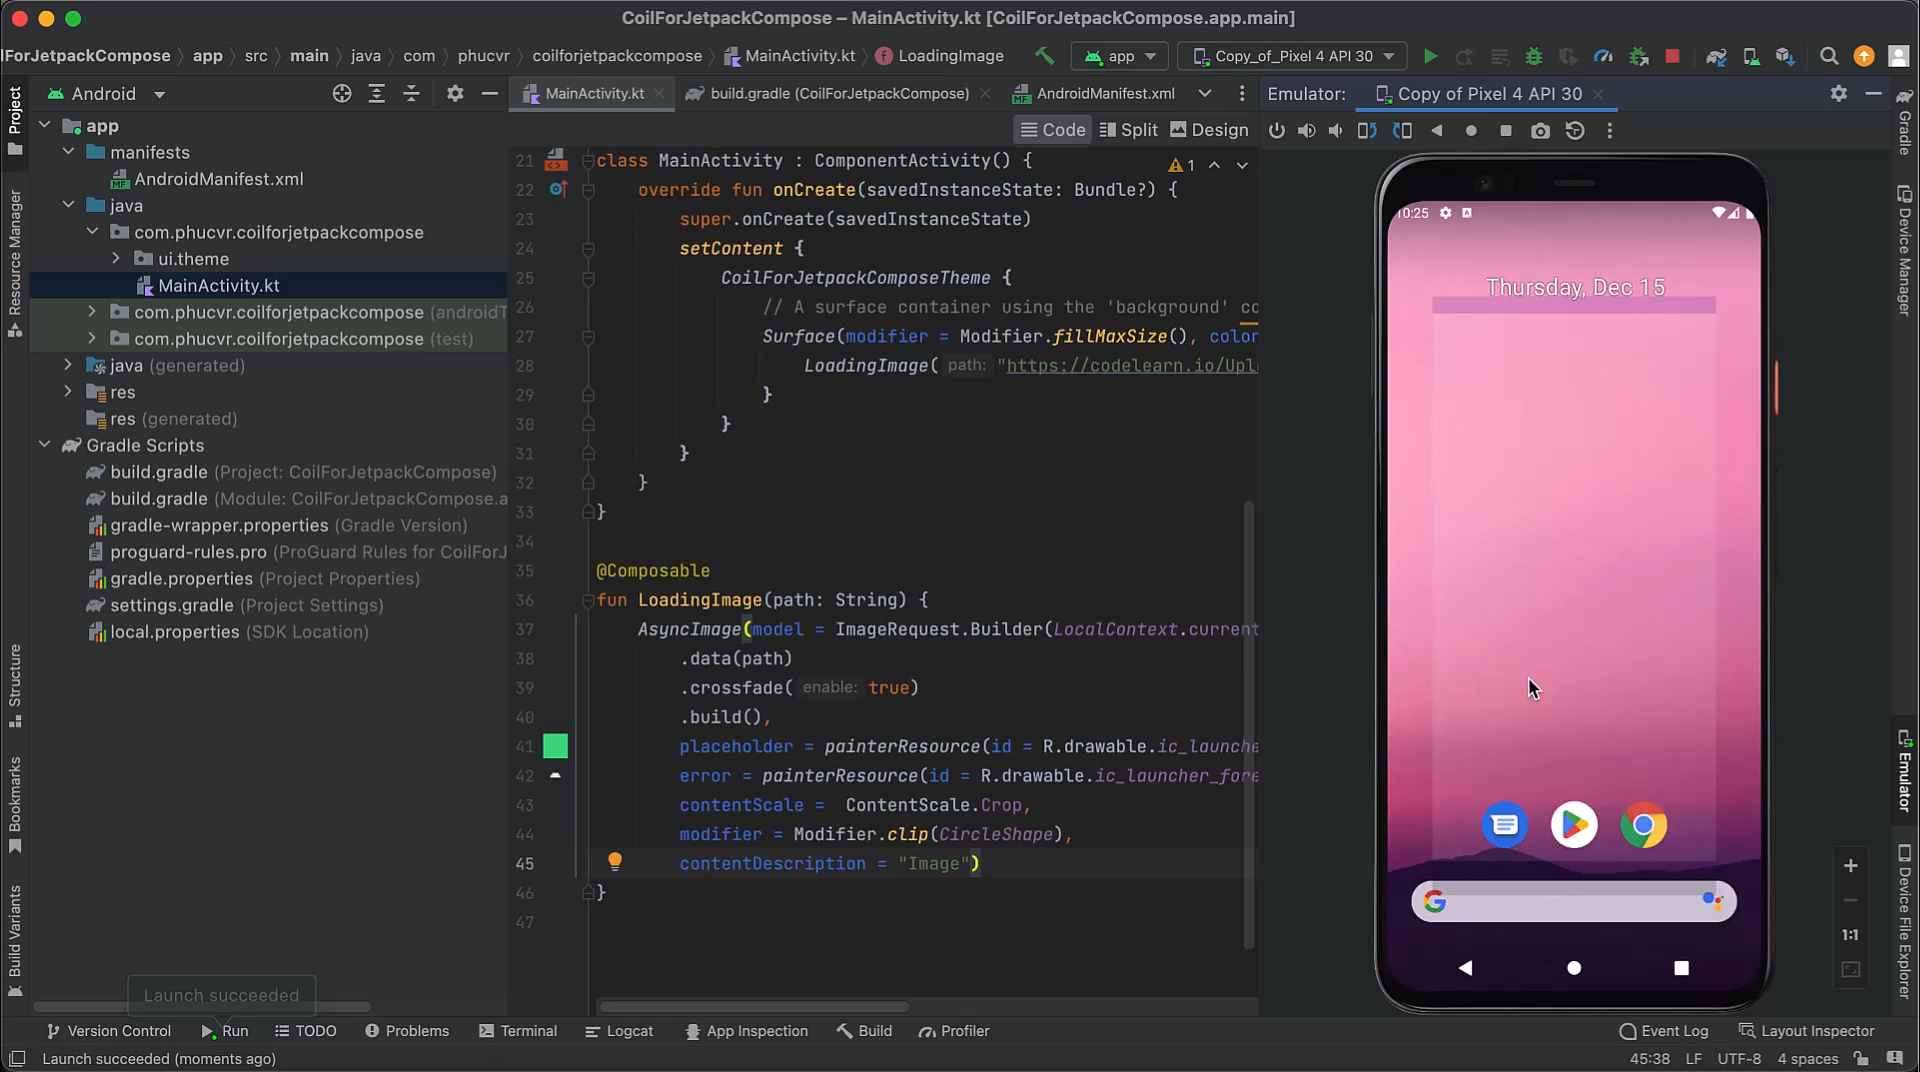 CoilForJetpackCompose – MainActivity.kt [CoilForJetpackCompose.app.main]
lForJetpackCompose app src main java com phucvr coilforjetpackcompose MainActivity.kt LoadingImage app Copy_of_Pixel 4 API 30
Project
Resource Manager
Structure
Bookmarks
Build Variants
Android
app
manifests
AndroidManifest.xml
java
com.phucvr.coilforjetpackcompose
ui.theme
MainActivity.kt
com.phucvr.coilforjetpackcompose (androidT
com.phucvr.coilforjetpackcompose (test)
java (generated)
res
res (generated)
Gradle Scripts
build.gradle (Project: CoilForJetpackCompose)
build.gradle (Module: CoilForJetpackCompose.a
gradle-wrapper.properties (Gradle Version)
proguard-rules.pro (ProGuard Rules for CoilForJ
gradle.properties (Project Properties)
settings.gradle (Project Settings)
local.properties (SDK Location)
Launch succeeded
MainActivity.kt build.gradle (CoilForJetpackCompose) AndroidManifest.xml
Code Split Design
1
21 class MainActivity : ComponentActivity() {
22 override fun onCreate(savedInstanceState: Bundle?) {
23 super.onCreate(savedInstanceState)
24 setContent {
25 CoilForJetpackComposeTheme {
26 // A surface container using the 'background' co
27 Surface(modifier = Modifier.fillMaxSize(), color
28 LoadingImage( path: "https://codelearn.io/Uplo
29 }
30 }
31 }
32 }
33 }
34
35 @Composable
36 fun LoadingImage(path: String) {
37 AsyncImage(model = ImageRequest.Builder(LocalContext.current
38 .data(path)
39 .crossfade( enable: true)
40 .build(),
41 placeholder = painterResource(id = R.drawable.ic_launche
42 error = painterResource(id = R.drawable.ic_launcher_fore
43 contentScale = ContentScale.Crop,
44 modifier = Modifier.clip(CircleShape),
45 contentDescription = "Image")
46 }
47
Emulator: Copy of Pixel 4 API 30
10:25
Thursday, Dec 15
1:1
Gradle
Device Manager
Emulator
Device File Explorer
Version Control Run TODO Problems Terminal Logcat App Inspection Build Profiler Event Log Layout Inspector
Launch succeeded (moments ago) 45:38 LF UTF-8 4 spaces